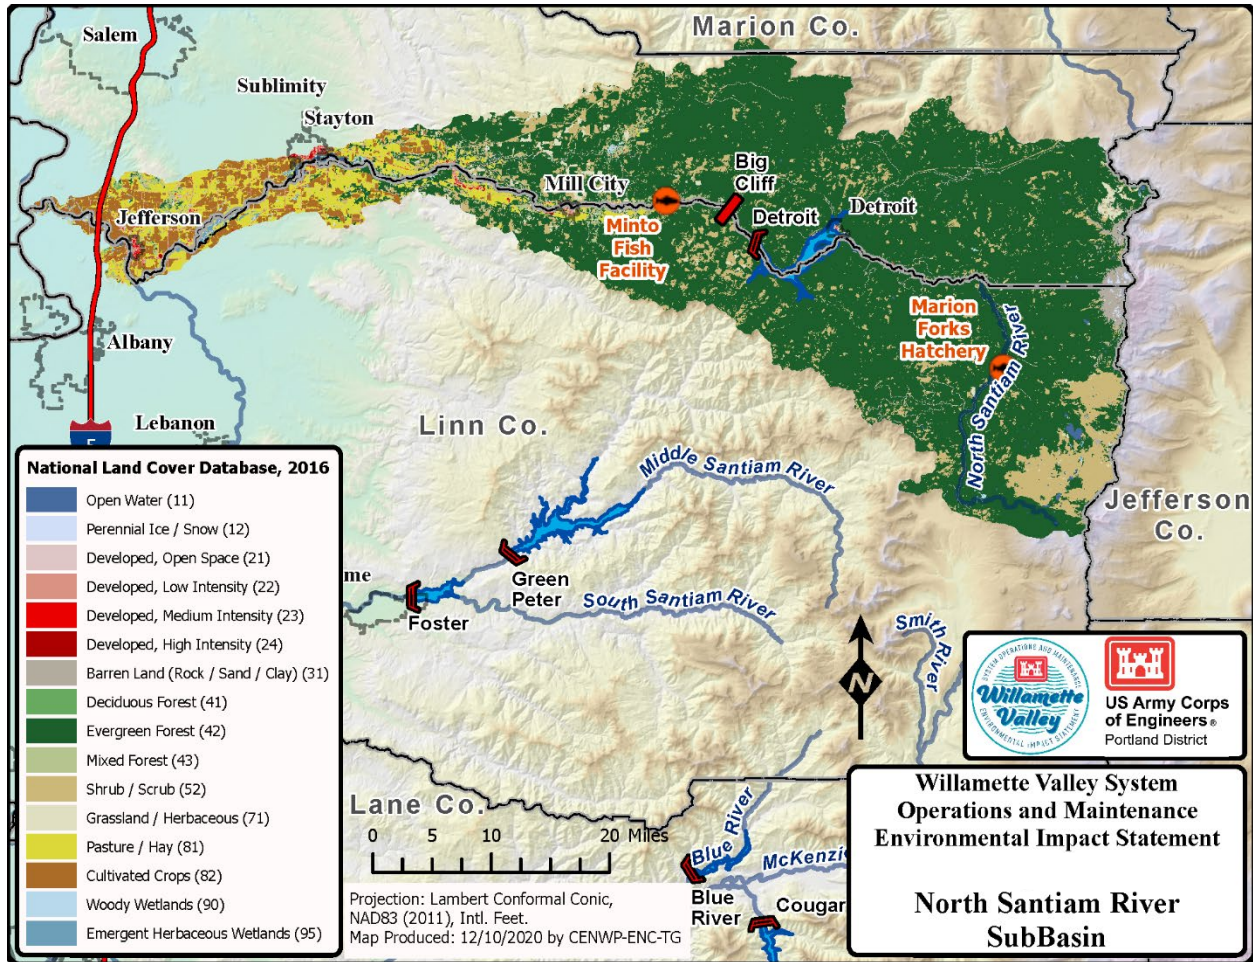 Marion Co.
Salem
Sublimity
Stayton
Mill City
Big
Cliff
Detroit
Detroit
Jefferson
Minto
Fish
Facility
Marion
Forks
Hatchery
North Santiam River
Albany
Lebanon
5
Linn Co.
Middle Santiam River
Jefferson
Co.
Green
Peter
me
Foster
South Santiam River
Smith River
N
National Land Cover Database, 2016
Open Water (11)
Perennial Ice / Snow (12)
Developed, Open Space (21)
Developed, Low Intensity (22)
Developed, Medium Intensity (23)
Developed, High Intensity (24)
Barren Land (Rock / Sand / Clay) (31)
Deciduous Forest (41)
Evergreen Forest (42)
Mixed Forest (43)
Shrub / Scrub (52)
Grassland / Herbaceous (71)
Pasture / Hay (81)
Cultivated Crops (82)
Woody Wetlands (90)
Emergent Herbaceous Wetlands (95)
Lane Co.
0 5 10 20 Miles
Projection: Lambert Conformal Conic,
NAD83 (2011), Intl. Feet.
Map Produced: 12/10/2020 by CENWP-ENC-TG
Blue River
McKenzi
Blue
River
Cougar
SYSTEM OPERATIONS AND MAINTENANCE
Willamette
Valley
ENVIRONMENTAL IMPACT STATEMENT
US Army Corps
of Engineers®
Portland District
Willamette Valley System
Operations and Maintenance
Environmental Impact Statement
North Santiam River
SubBasin